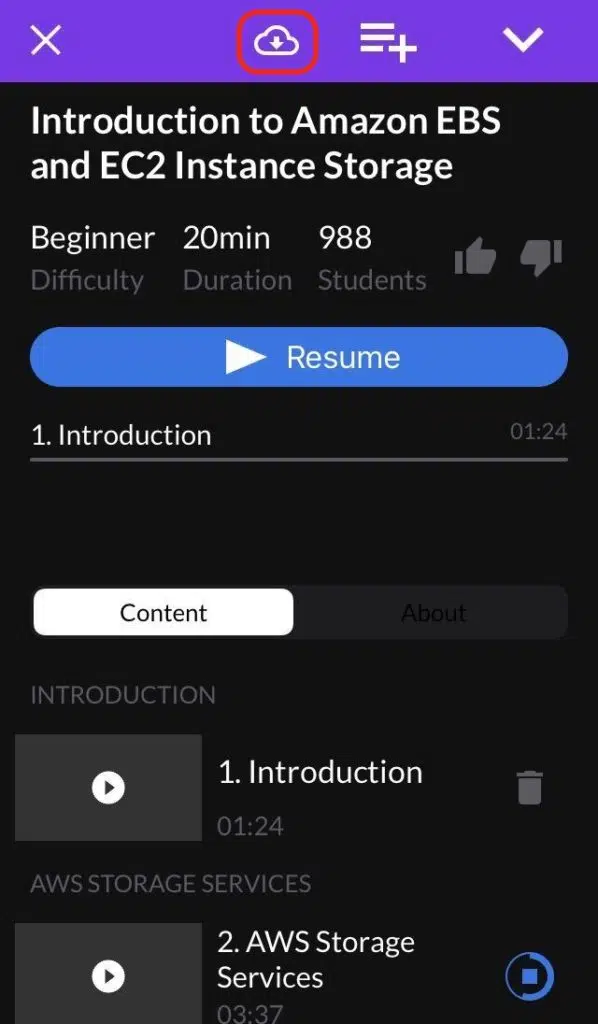 Introduction to Amazon EBS
and EC2 Instance Storage
Beginner 20min 988
Difficulty Duration Students
Resume
1. Introduction 01:24
Content About
INTRODUCTION
1. Introduction
01:24
AWS STORAGE SERVICES
2. AWS Storage
Services
03:37